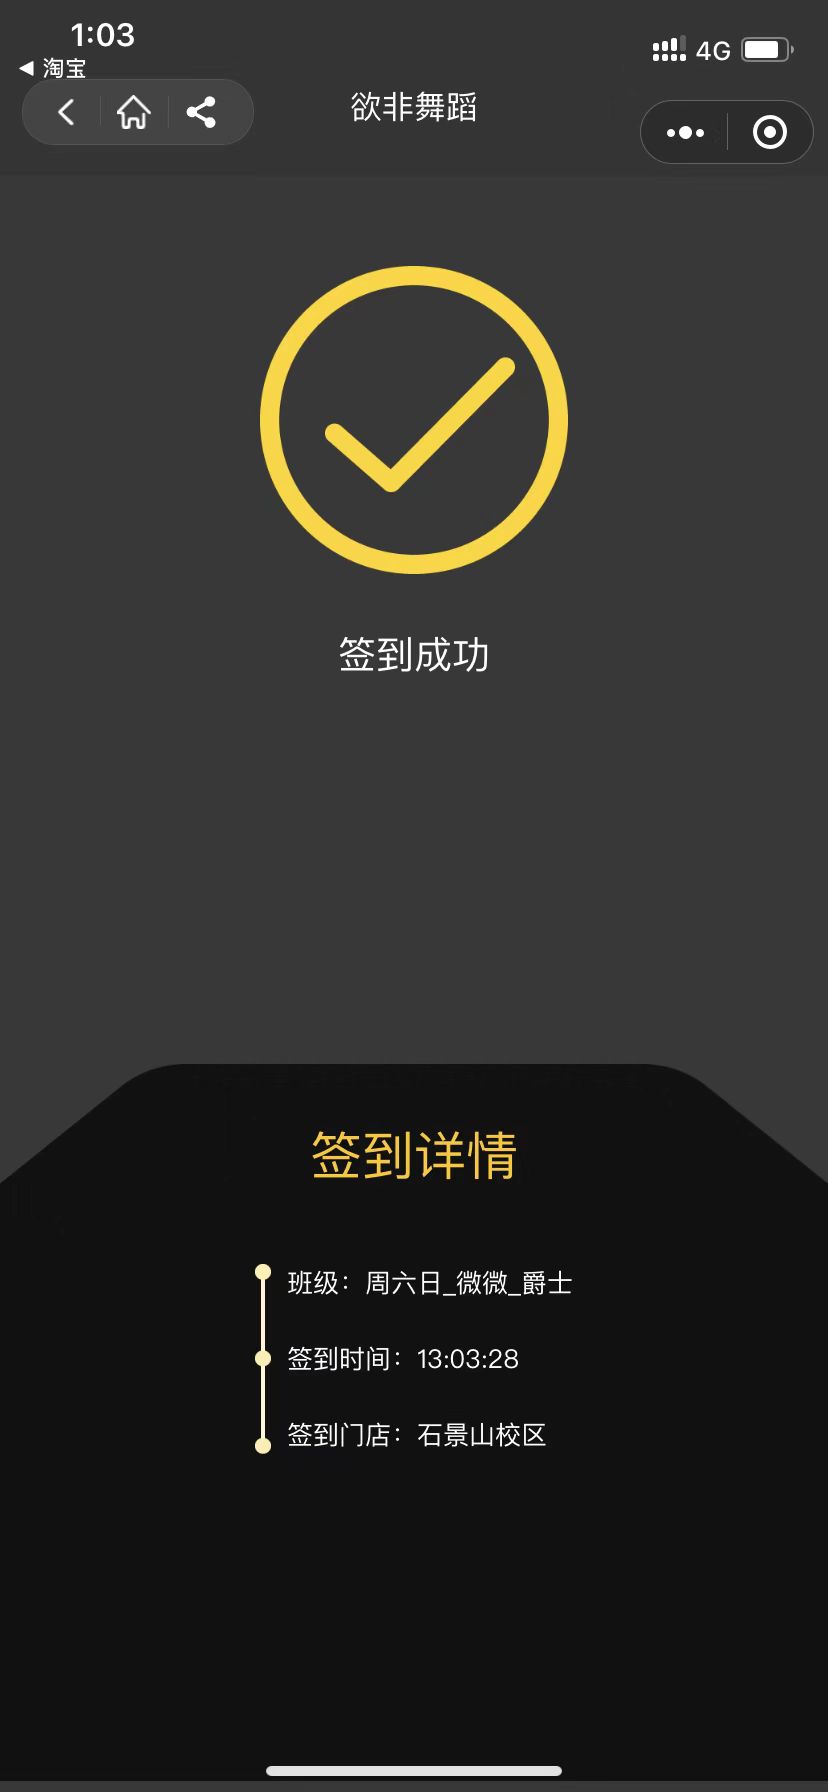 1:03
4G
◀ 淘宝
欲非舞蹈
签到成功
签到详情
班级：周六日_微微_爵士
签到时间：13:03:28
签到门店：石景山校区